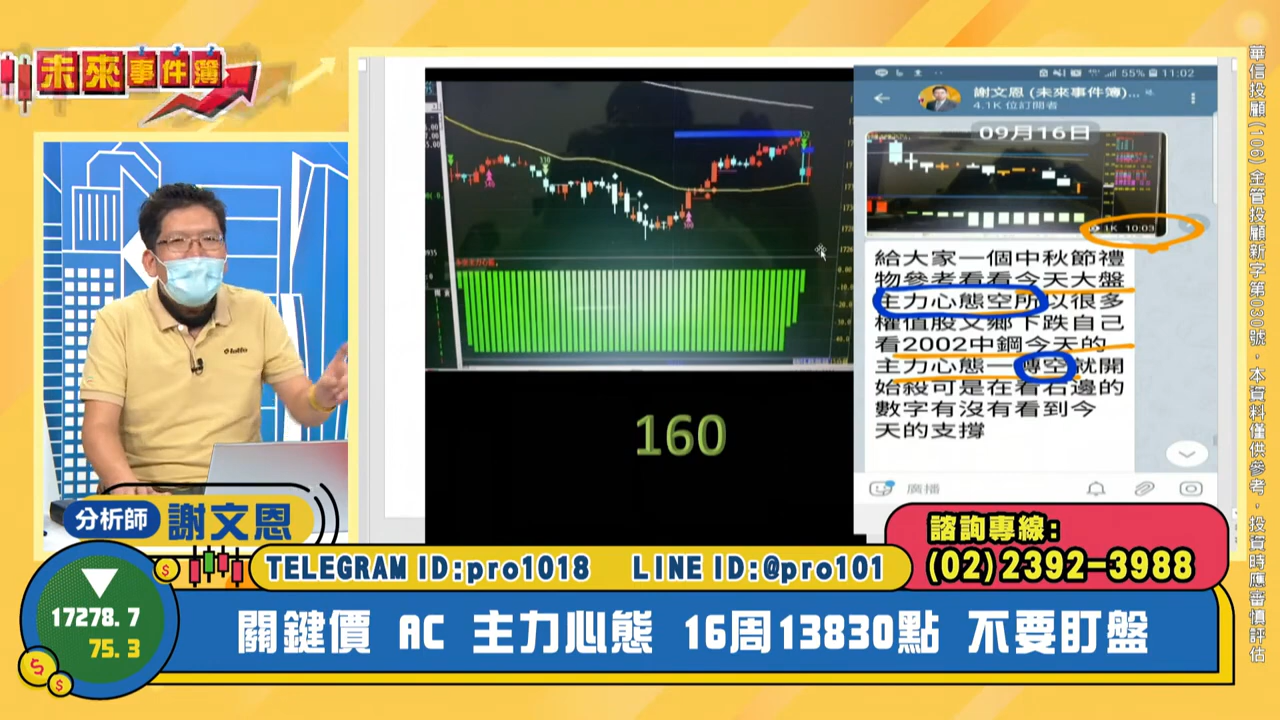 未來事件簿
55% 11:02
謝文恩 (未來事件簿)...
4.1K 位訂閱者
09月16日
1K 10:03
給大家一個中秋節禮
物參考看看今天大盤
主力心態空所以很多
權值股又鄉下跌自己
看2002中鋼今天的
主力心態一轉空就開
始殺可是在看右邊的
數字有沒有看到今
天的支撐
廣播
160
分析師 謝文恩
諮詢專線:
(02)2392-3988
TELEGRAM ID:pro1018 LINE ID:@pro101
17278.7
75.3
關鍵價 AC 主力心態 16周13830點 不要盯盤
華信投顧(106)金管投顧新字第030號，本資料僅供參考，投資時應審慎評估